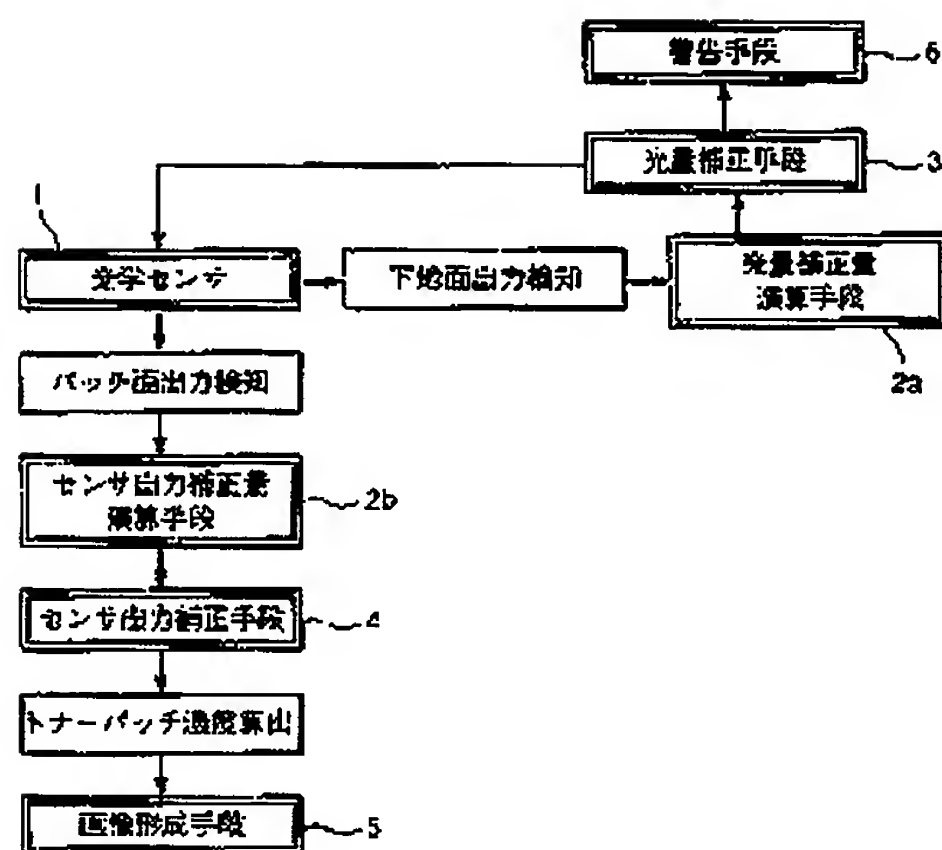 警告手段
6
光量補正手段
3
1
光学センサ
下地面出力検知
光量補正量
演算手段
2a
パッチ面出力検知
センサ出力補正量
演算手段
2b
センサ出力補正手段
4
トナーパッチ濃度算出
画像形成手段
5